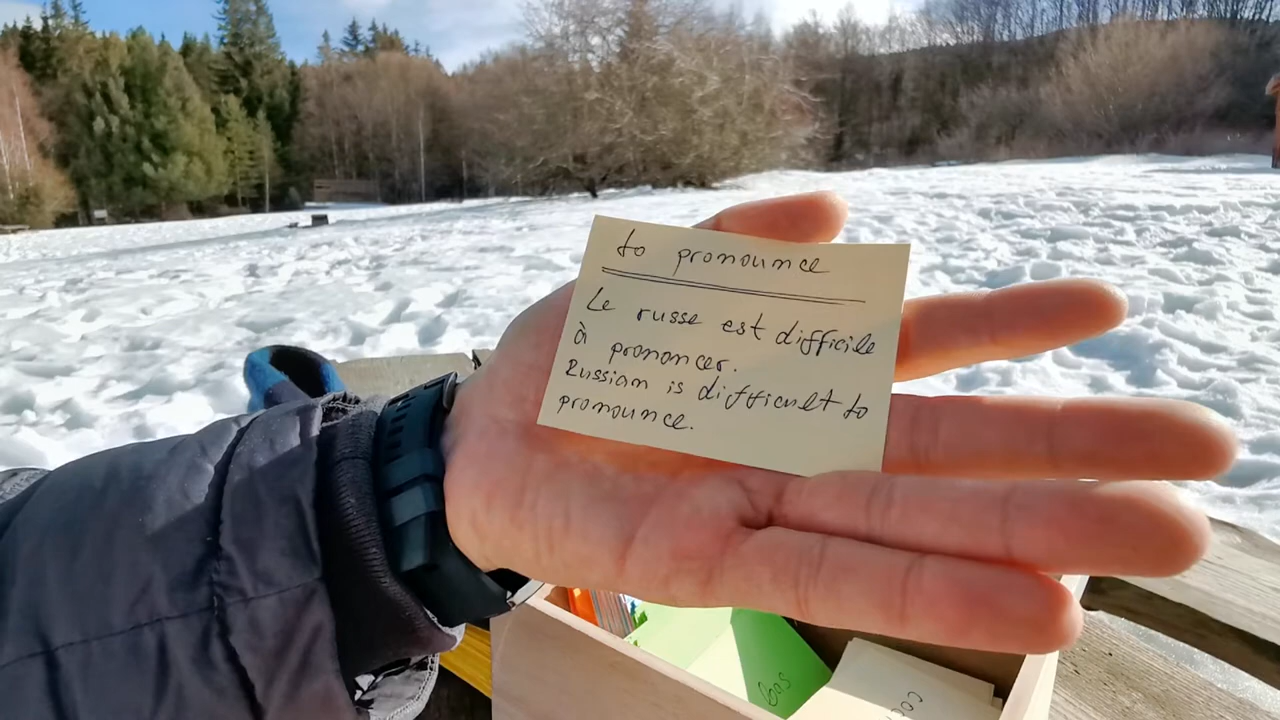 to pronounce
Le russe est difficile
à prononcer.
Russian is difficult to
pronounce.